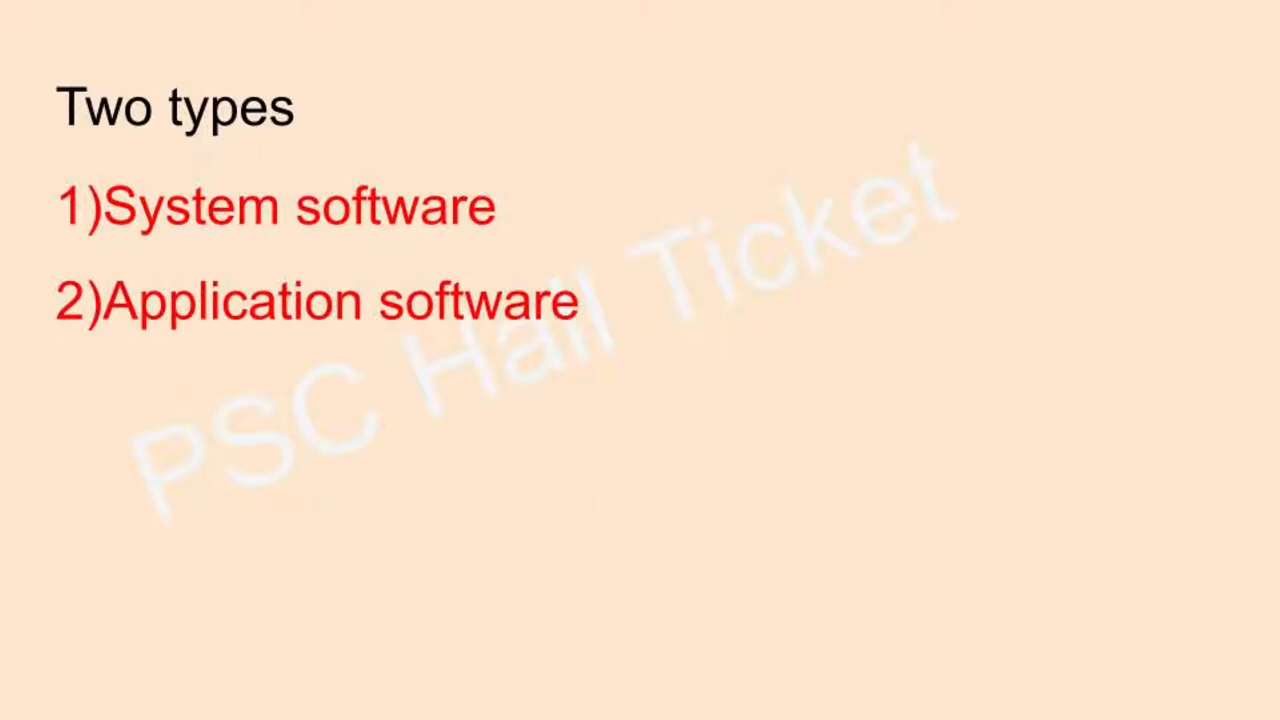 Two types
1)System software
2)Application software
PSC Hall Ticket